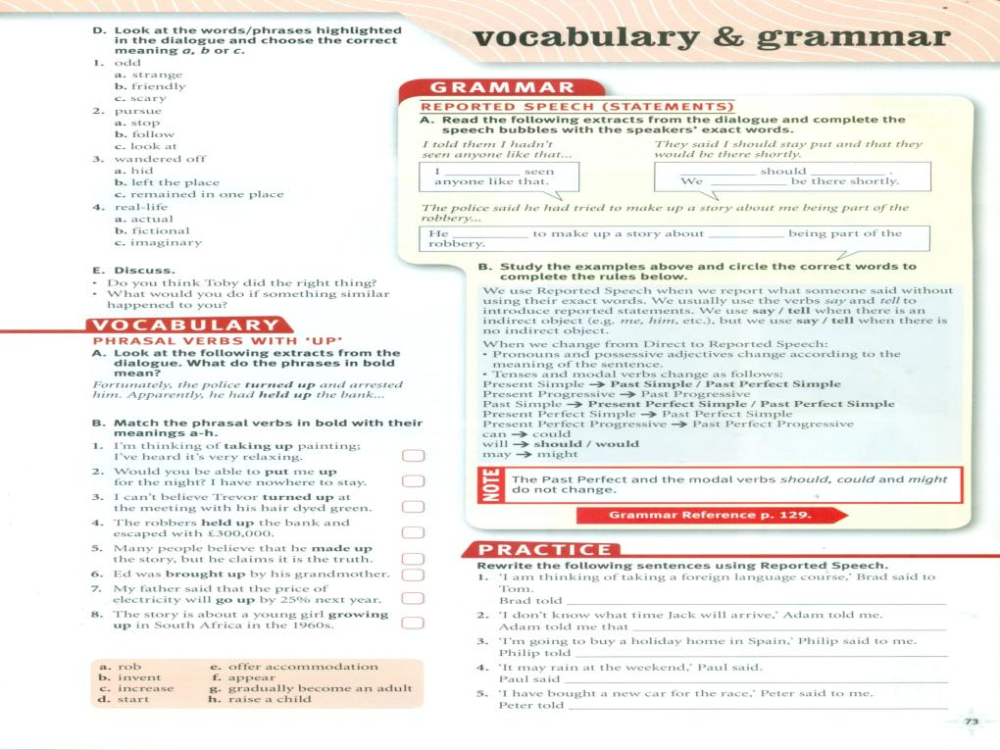 vocabulary & grammar
D. Look at the words/phrases highlighted
in the dialogue and choose the correct
meaning a, b or c.
1. odd
a. strange
b. friendly
c. scary
2. pursue
a. stop
b. follow
c. look at
3. wandered off
a. hid
b. left the place
c. remained in one place
4. real-life
a. actual
b. fictional
c. imaginary
E. Discuss.
• Do you think Toby did the right thing?
• What would you do if something similar
happened to you?
VOCABULARY
PHRASAL VERBS WITH 'UP'
A. Look at the following extracts from the
dialogue. What do the phrases in bold
mean?
Fortunately, the police turned up and arrested
him. Apparently, he had held up the bank...
B. Match the phrasal verbs in bold with their
meanings a-h.
1. I'm thinking of taking up painting;
I've heard it's very relaxing.
2. Would you be able to put me up
for the night? I have nowhere to stay.
3. I can't believe Trevor turned up at
the meeting with his hair dyed green.
4. The robbers held up the bank and
escaped with £300,000.
5. Many people believe that he made up
the story, but he claims it is the truth.
6. Ed was brought up by his grandmother.
7. My father said that the price of
electricity will go up by 25% next year.
8. The story is about a young girl growing
up in South Africa in the 1960s.
a. rob
b. invent
c. increase
d. start
e. offer accommodation
f. appear
g. gradually become an adult
h. raise a child
GRAMMAR
REPORTED SPEECH (STATEMENTS)
A. Read the following extracts from the dialogue and complete the
speech bubbles with the speakers' exact words.
I told them I hadn't
seen anyone like that...
I __________ seen
anyone like that.
They said I should stay put and that they
would be there shortly.
__________ should __________ .
We __________ be there shortly.
The police said he had tried to make up a story about me being part of the
robbery...
He __________ to make up a story about __________ being part of the
robbery.
B. Study the examples above and circle the correct words to
complete the rules below.
We use Reported Speech when we report what someone said without
using their exact words. We usually use the verbs say and tell to
introduce reported statements. We use say / tell when there is an
indirect object (e.g. me, him, etc.), but we use say / tell when there is
no indirect object.
When we change from Direct to Reported Speech:
• Pronouns and possessive adjectives change according to the
meaning of the sentence.
• Tenses and modal verbs change as follows:
Present Simple → Past Simple / Past Perfect Simple
Present Progressive → Past Progressive
Past Simple → Present Perfect Simple / Past Perfect Simple
Present Perfect Simple → Past Perfect Simple
Present Perfect Progressive → Past Perfect Progressive
can → could
will → should / would
may → might
NOTE
The Past Perfect and the modal verbs should, could and might
do not change.
Grammar Reference p. 129.
PRACTICE
Rewrite the following sentences using Reported Speech.
1. 'I am thinking of taking a foreign language course,' Brad said to
Tom.
Brad told __________
2. 'I don't know what time Jack will arrive,' Adam told me.
Adam told me that __________
3. 'I'm going to buy a holiday home in Spain,' Philip said to me.
Philip told __________
4. 'It may rain at the weekend,' Paul said.
Paul said __________
5. 'I have bought a new car for the race,' Peter said to me.
Peter told __________
73